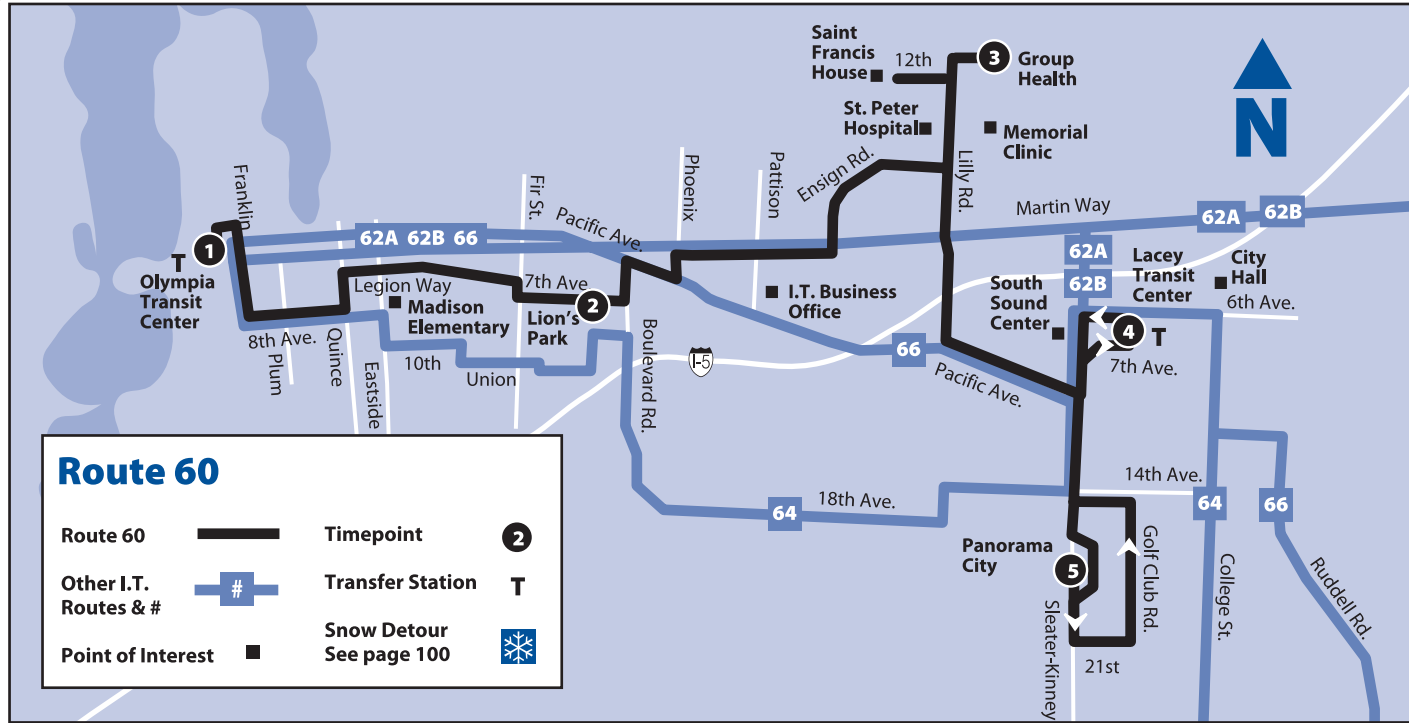 Saint
Francis
House
12th
3
Group
Health
N
St. Peter
Hospital
Memorial
Clinic
Franklin
Fir St.
Phoenix
Pattison
Ensign Rd.
Lilly Rd.
Martin Way
62A
62B
1
62A 62B 66
Pacific Ave.
T
Olympia
Transit
Center
Legion Way
Madison
Elementary
7th Ave.
2
Lion's
Park
I.T. Business
Office
62A
62B
South
Sound
Center
Lacey
Transit
Center
City
Hall
6th Ave.
4
T
7th Ave.
8th Ave.
Plum
Quince
Eastside
10th
Union
Boulevard Rd.
I-5
66
Pacific Ave.
64
18th Ave.
14th Ave.
64
66
Panorama
City
5
Golf Club Rd.
Sleater-Kinney
21st
College St.
Ruddell Rd.
Route 60
Route 60
Timepoint
2
Other I.T.
Routes & #
#
Transfer Station
T
Point of Interest
Snow Detour
See page 100